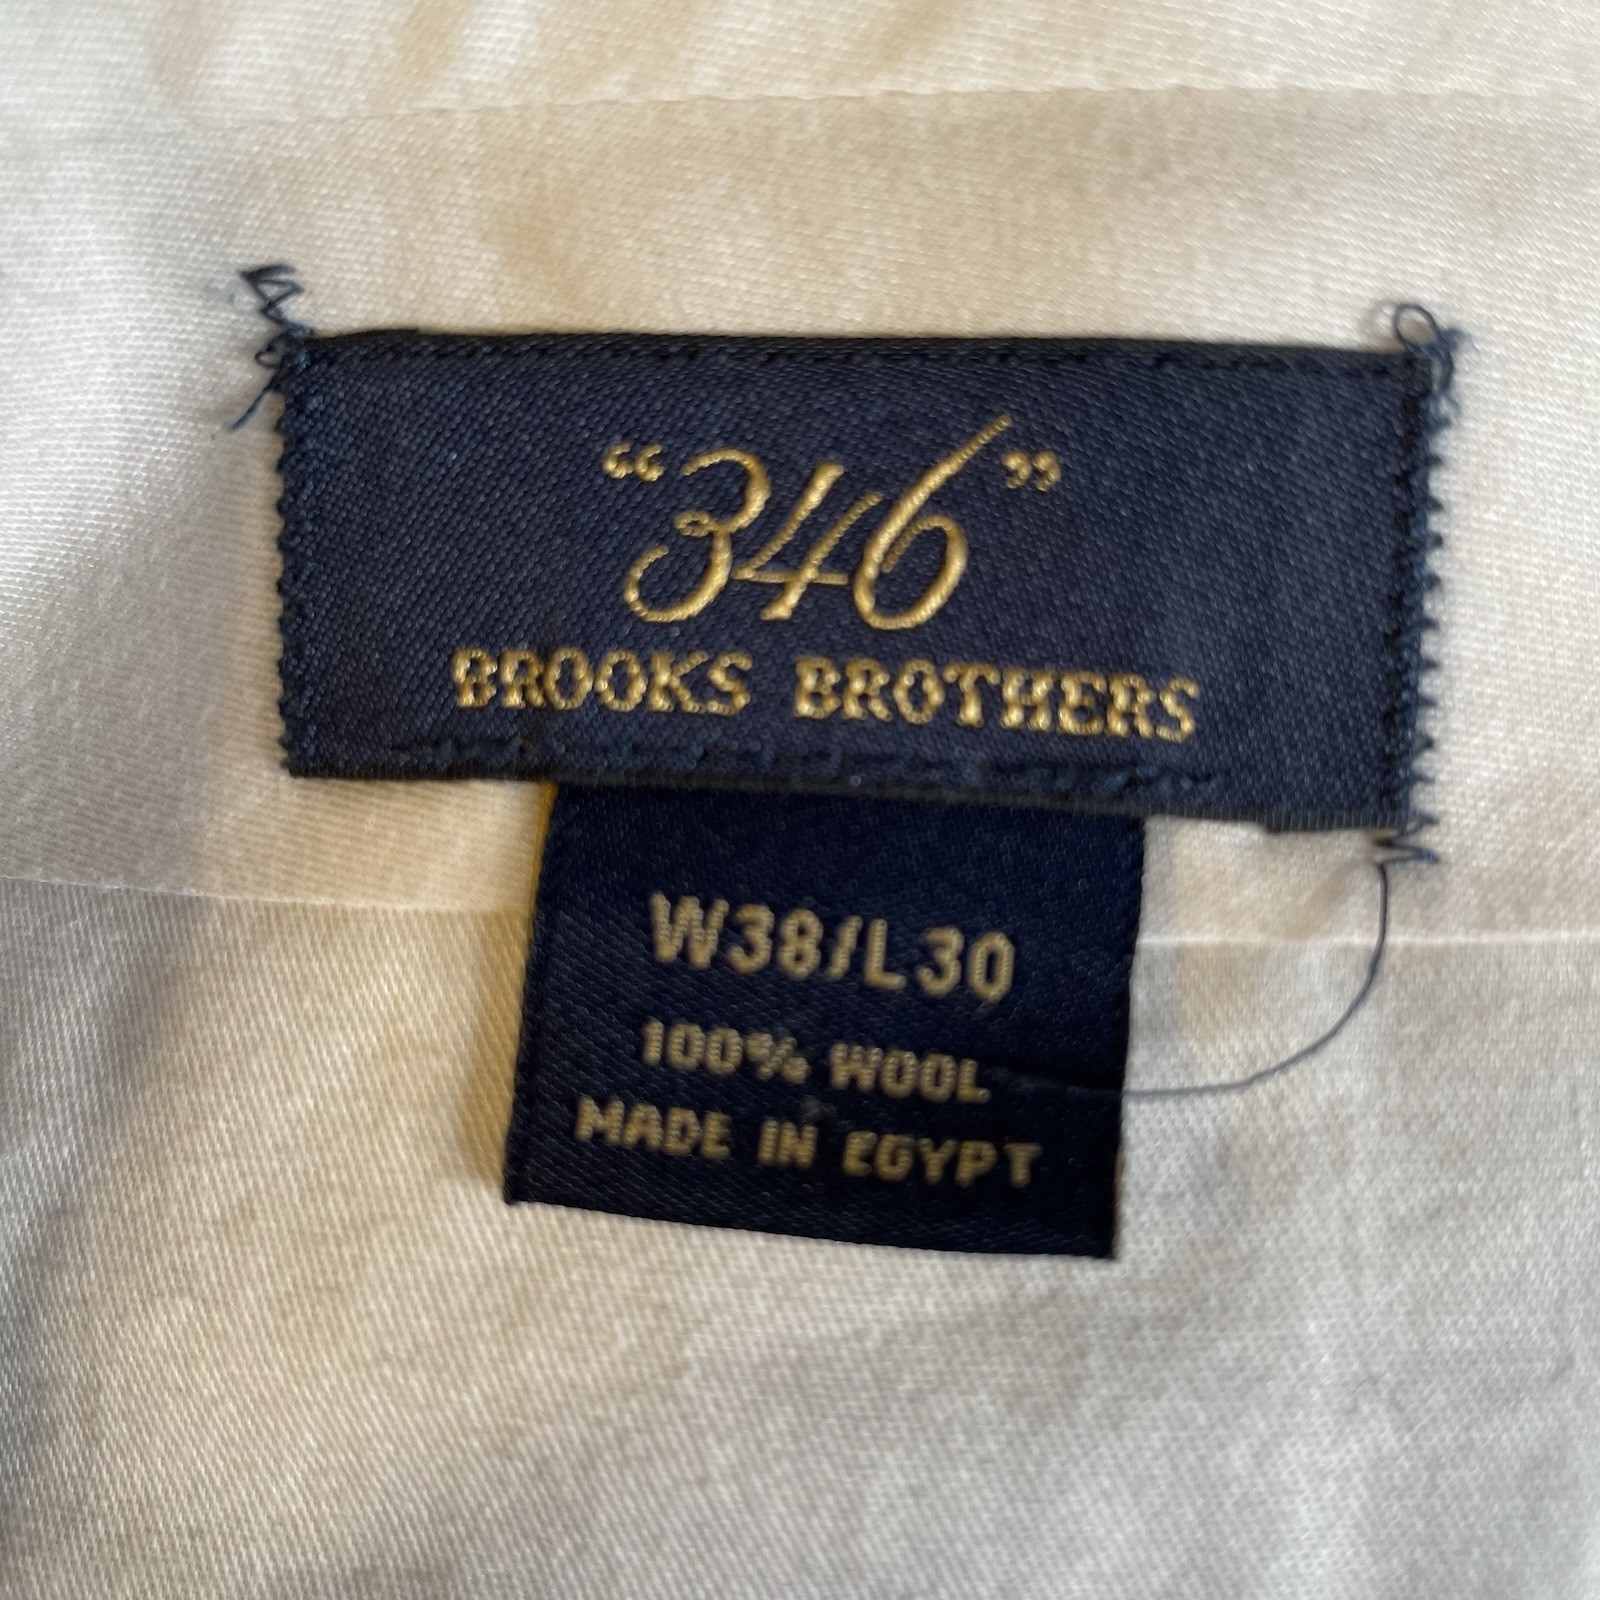 “346”
BROOKS BROTHERS
W38/L30
100% WOOL
MADE IN EGYPT